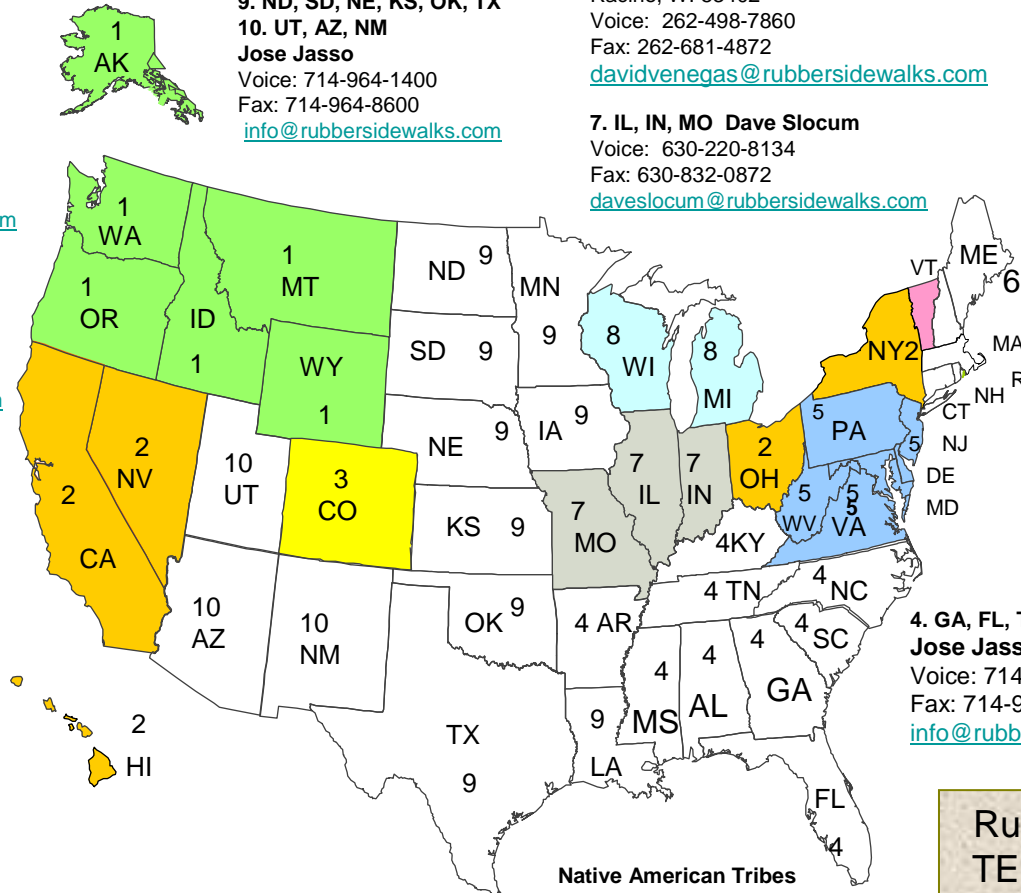 9. ND, SD, NE, KS, OK, TX
10. UT, AZ, NM
Jose Jasso
Voice: 714-964-1400
Fax: 714-964-8600
info@rubbersidewalks.com
Voice: 262-498-7860
Fax: 262-681-4872
davidvenegas@rubbersidewalks.com
7. IL, IN, MO Dave Slocum
Voice: 630-220-8134
Fax: 630-832-0872
daveslocum@rubbersidewalks.com
1
AK
m
1
WA
1
OR
ID
1
1
MT
WY
1
ND 9
SD 9
NE 9
KS 9
OK 9
TX
9
MN
9
IA 9
8
WI
8
MI
7
IL
7
IN
7
MO
2
OH
VT
ME
6
NY2
MA
R
NH
CT
NJ
DE
MD
5
PA
5
5
WV
5
5
VA
2
NV
2
CA
10
UT
3
CO
10
AZ
10
NM
4KY
4 TN
4
NC
4
SC
4 AR
4
MS
4
AL
4
GA
9
LA
FL
4
2
HI
4. GA, FL, T
Jose Jass
Voice: 714
Fax: 714-9
info@rubb
Native American Tribes
Ru
TE